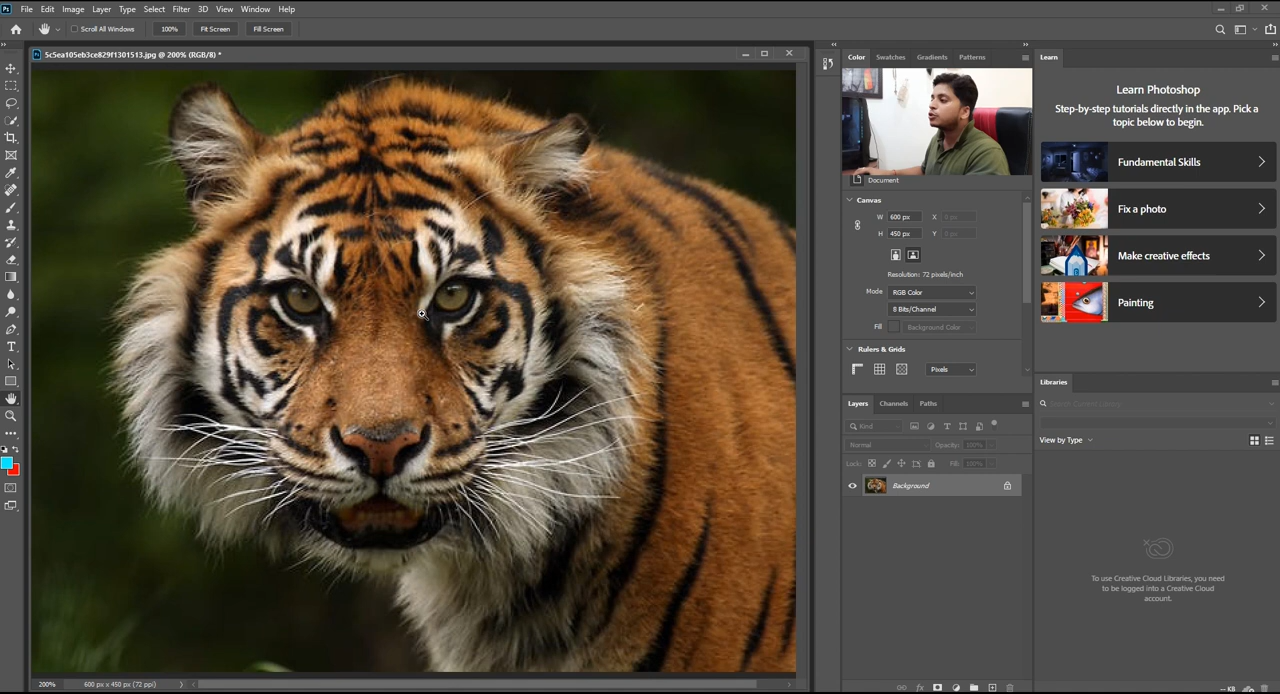 Ps File Edit Image Layer Type Select Filter 3D View Window Help
Scroll All Windows 100% Fit Screen Fill Screen
5c5ea105eb3ce829f1301513.jpg @ 200% (RGB/8) *
Color Swatches Gradients Patterns
Learn
Learn Photoshop
Step-by-step tutorials directly in the app. Pick a
topic below to begin.
Fundamental Skills
Fix a photo
Make creative effects
Painting
Document
Canvas
W 600 px X 0 px
H 450 px Y 0 px
Resolution: 72 pixels/inch
Mode RGB Color
8 Bits/Channel
Fill Background Color
Rulers & Grids
Pixels
Layers Channels Paths
Kind
Normal Opacity: 100%
Lock: Fill: 100%
Background
Libraries
Search Current Library
View by Type
To use Creative Cloud Libraries, you need
to be logged into a Creative Cloud
account.
200% 600 px x 450 px (72 ppi)
-- KB